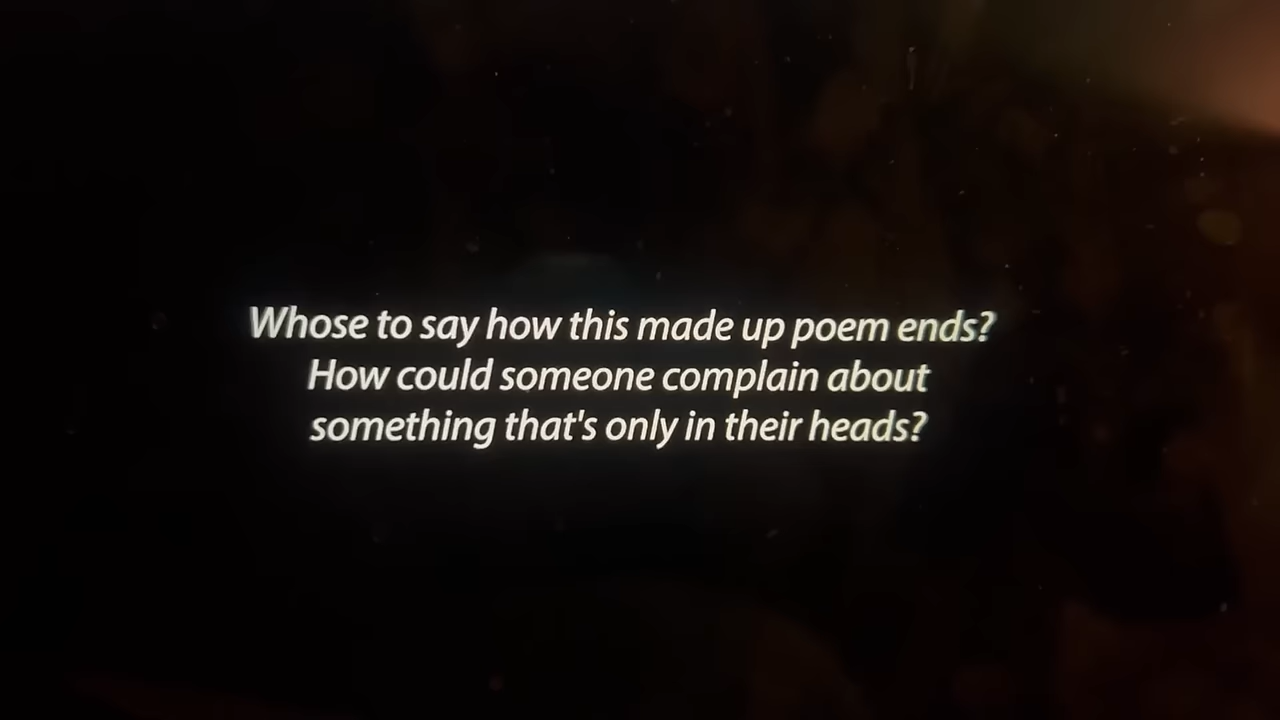 Whose to say how this made up poem ends?
How could someone complain about
something that's only in their heads?